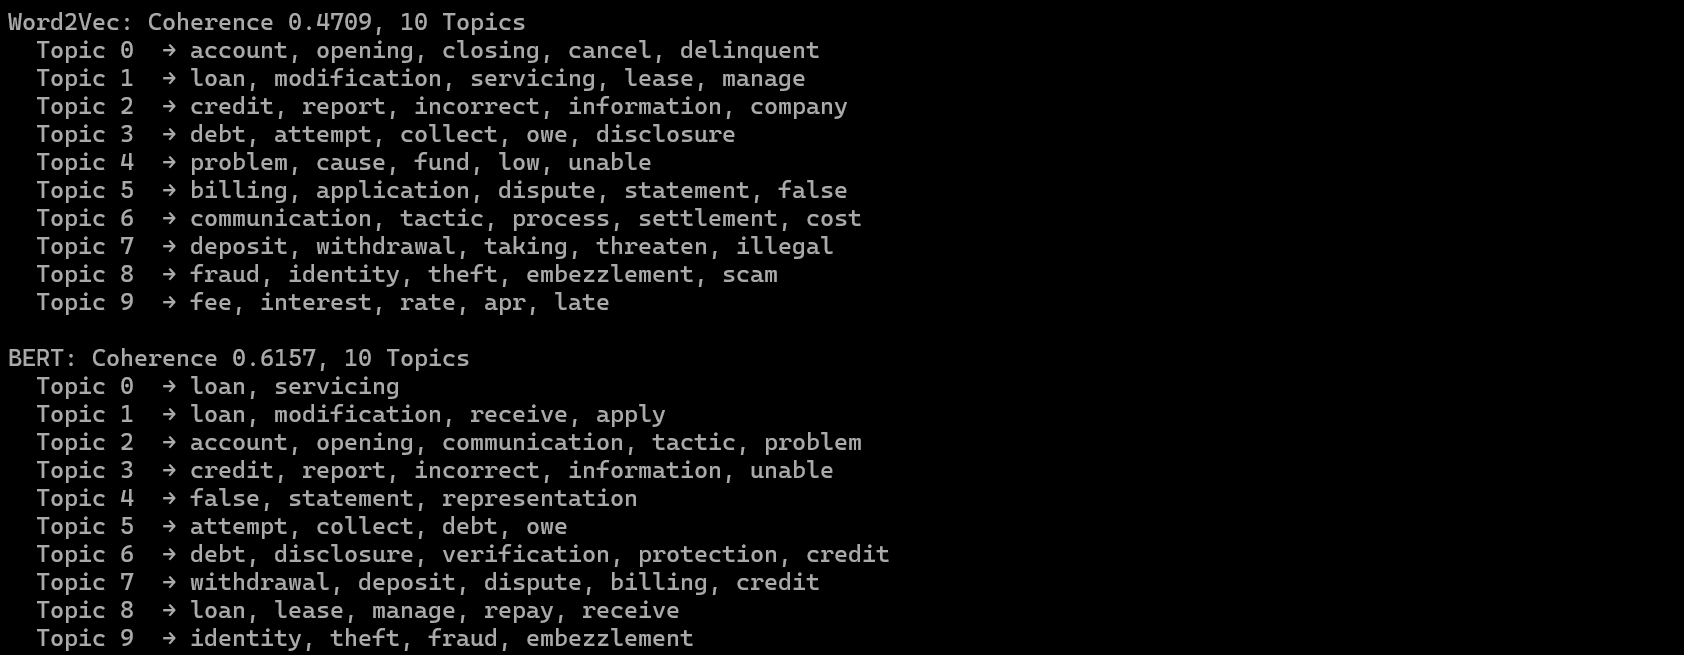 Word2Vec: Coherence 0.4709, 10 Topics
Topic 0 → account, opening, closing, cancel, delinquent
Topic 1 → loan, modification, servicing, lease, manage
Topic 2 → credit, report, incorrect, information, company
Topic 3 → debt, attempt, collect, owe, disclosure
Topic 4 → problem, cause, fund, low, unable
Topic 5 → billing, application, dispute, statement, false
Topic 6 → communication, tactic, process, settlement, cost
Topic 7 → deposit, withdrawal, taking, threaten, illegal
Topic 8 → fraud, identity, theft, embezzlement, scam
Topic 9 → fee, interest, rate, apr, late
BERT: Coherence 0.6157, 10 Topics
Topic 0 → loan, servicing
Topic 1 → loan, modification, receive, apply
Topic 2 → account, opening, communication, tactic, problem
Topic 3 → credit, report, incorrect, information, unable
Topic 4 → false, statement, representation
Topic 5 → attempt, collect, debt, owe
Topic 6 → debt, disclosure, verification, protection, credit
Topic 7 → withdrawal, deposit, dispute, billing, credit
Topic 8 → loan, lease, manage, repay, receive
Topic 9 → identity, theft, fraud, embezzlement